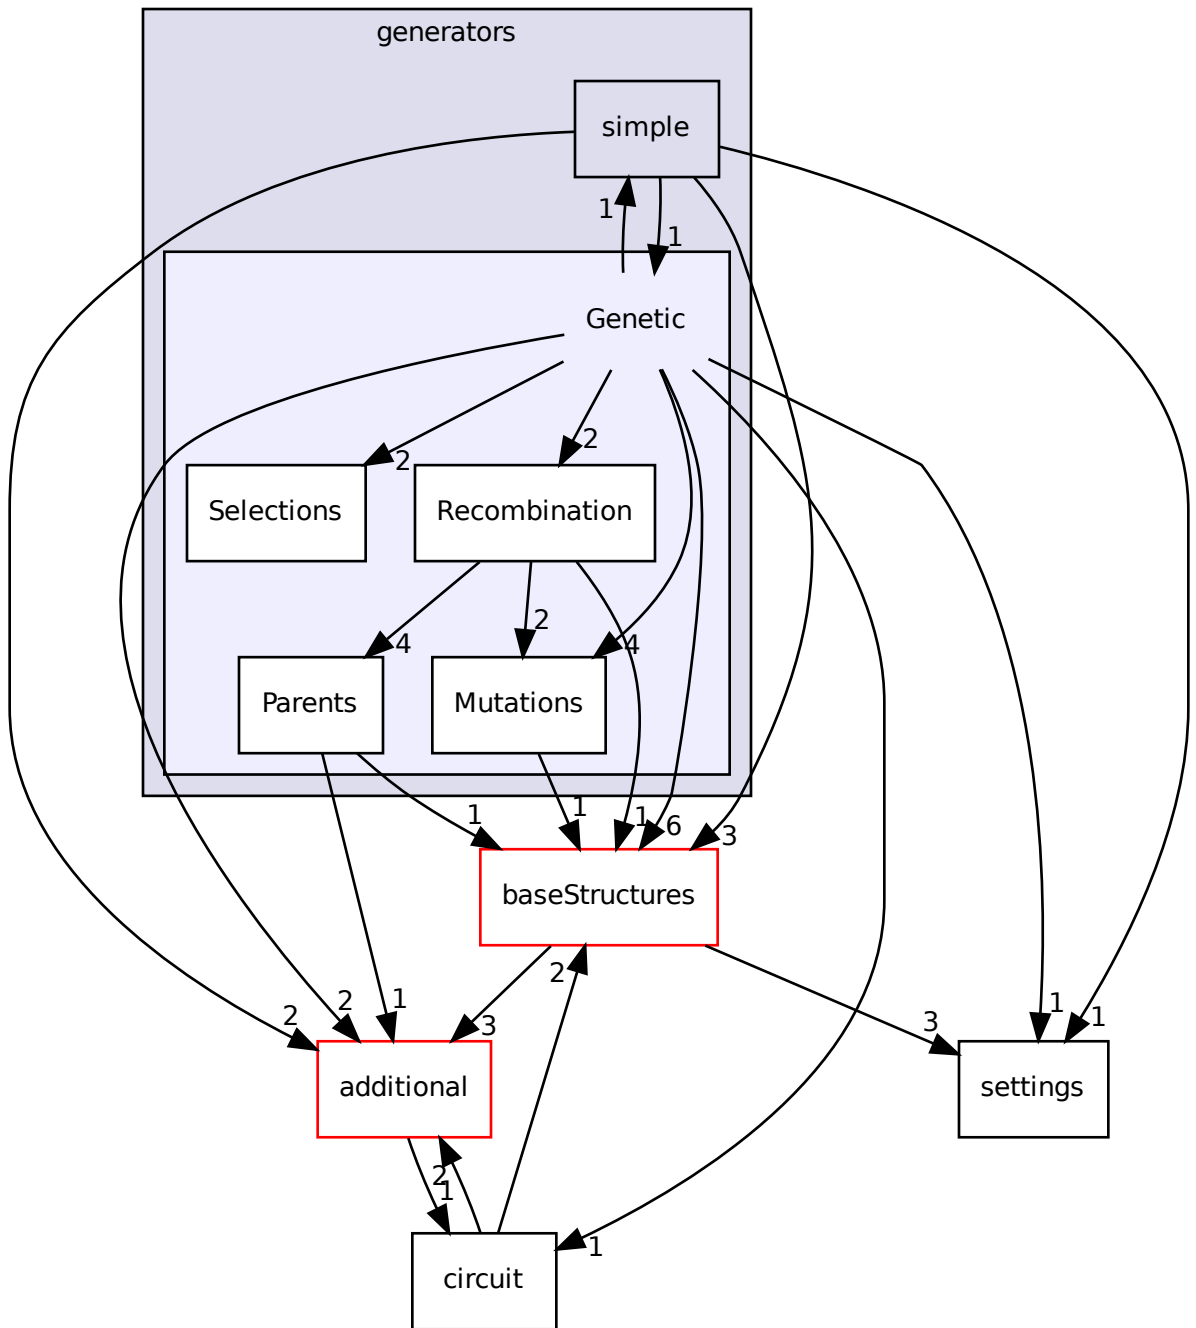 generators
simple
1
1
Genetic
2
2
Selections
Recombination
4
2
4
Parents
Mutations
1
1
1
6
3
baseStructures
2
2
1
2
3
3
1
1
additional
settings
2
1
1
circuit